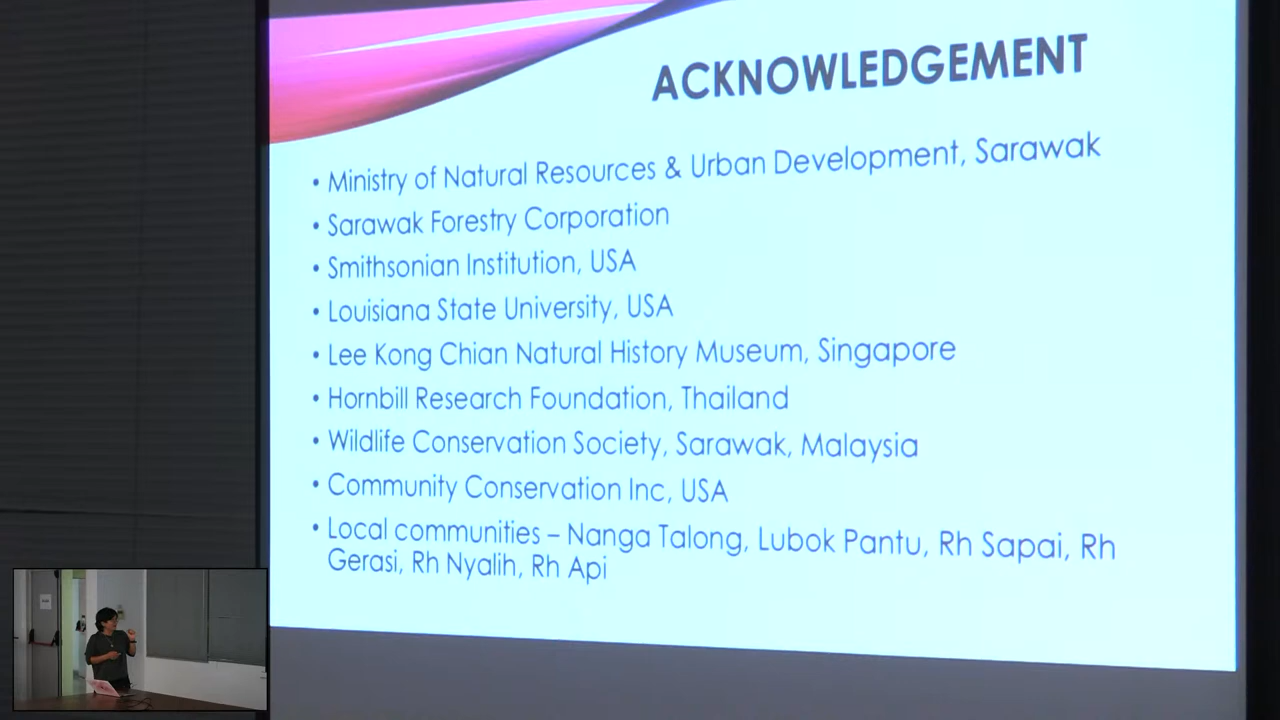 ACKNOWLEDGEMENT
• Ministry of Natural Resources & Urban Development, Sarawak
• Sarawak Forestry Corporation
• Smithsonian Institution, USA
• Louisiana State University, USA
• Lee Kong Chian Natural History Museum, Singapore
• Hornbill Research Foundation, Thailand
• Wildlife Conservation Society, Sarawak, Malaysia
• Community Conservation Inc, USA
• Local communities – Nanga Talong, Lubok Pantu, Rh Sapai, Rh
Gerasi, Rh Nyalih, Rh Api